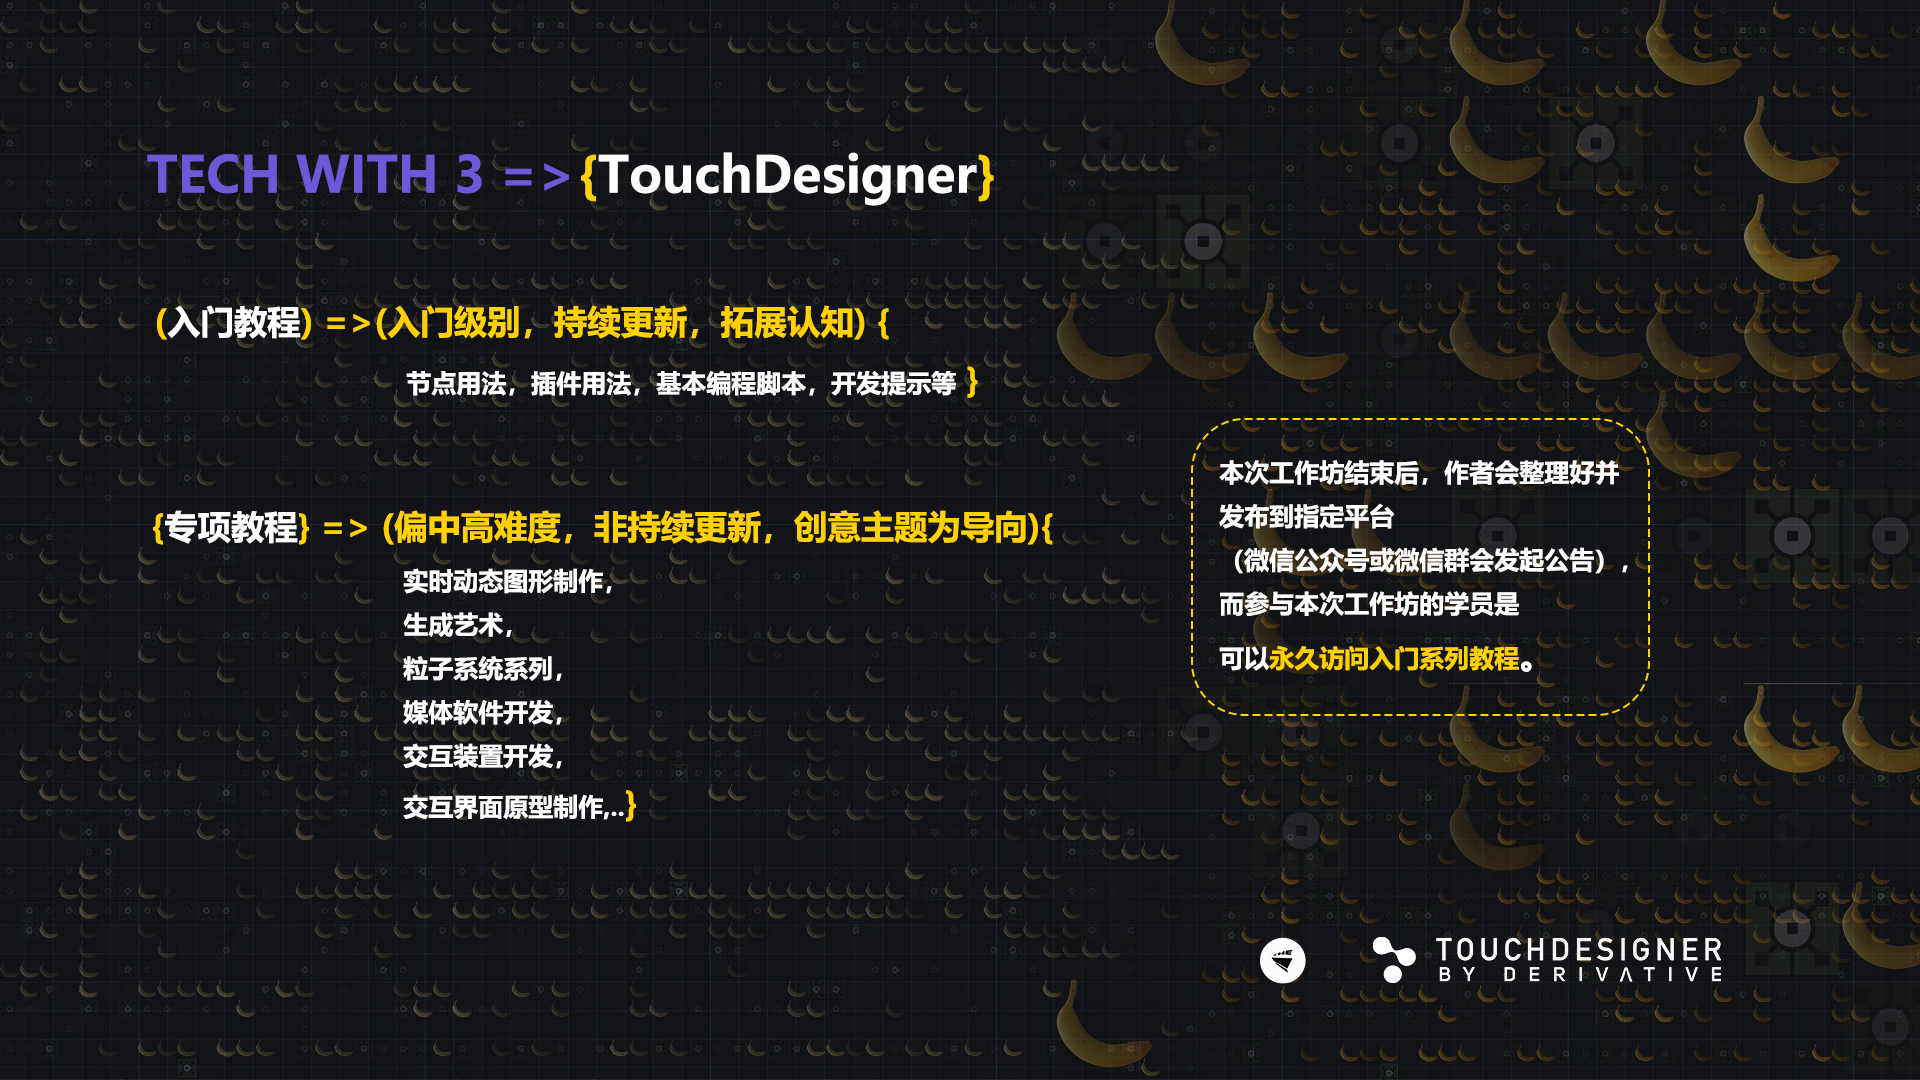 TECH WITH 3 => {TouchDesigner}
(入门教程) =>(入门级别，持续更新，拓展认知) {
节点用法，插件用法，基本编程脚本，开发提示等 }
{专项教程} => (偏中高难度，非持续更新，创意主题为导向){
实时动态图形制作，
生成艺术，
粒子系统系列，
媒体软件开发，
交互装置开发，
交互界面原型制作,..}
本次工作坊结束后，作者会整理好并
发布到指定平台
（微信公众号或微信群会发起公告），
而参与本次工作坊的学员是
可以永久访问入门系列教程。
TOUCHDESIGNER
BY DERIVATIVE